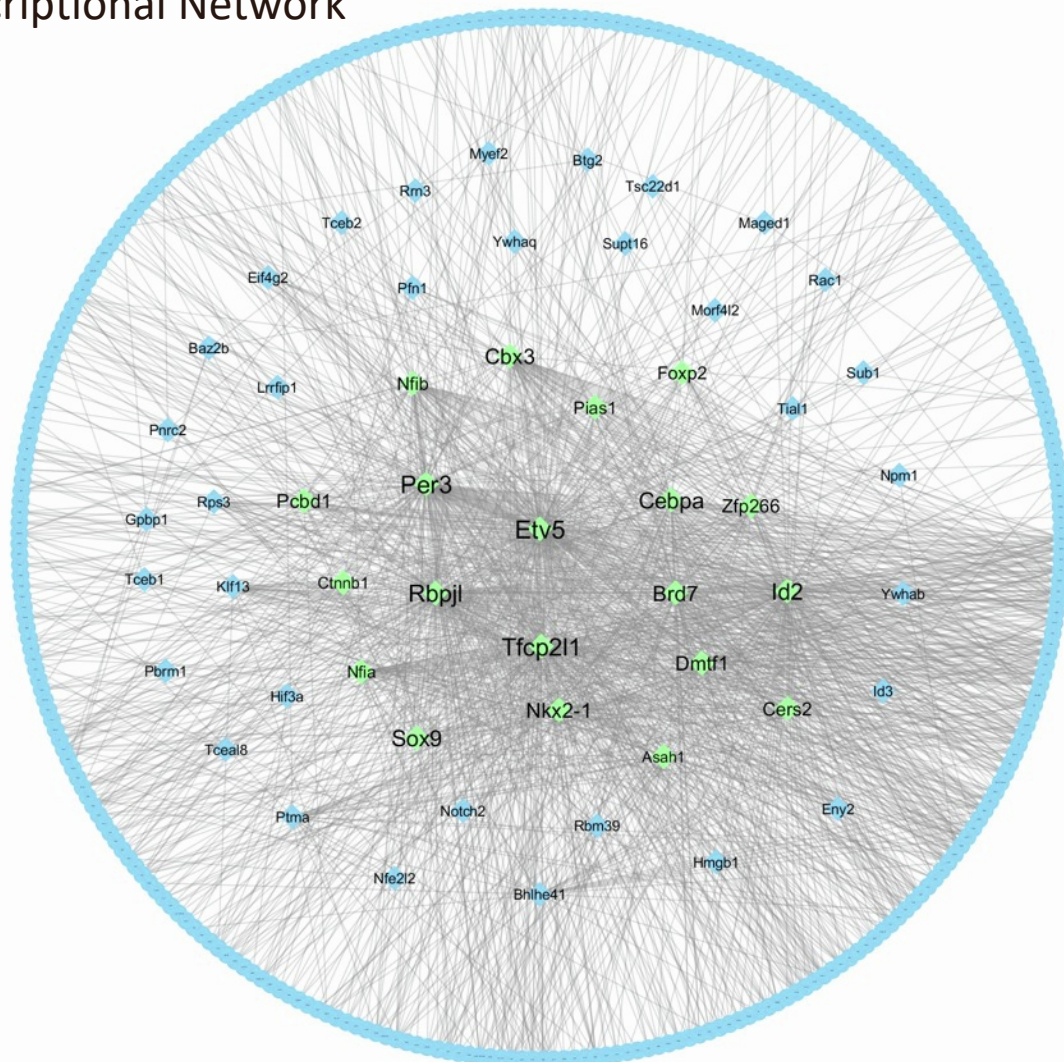 riptional Network
Myef2
Btg2
Tsc22d1
Rrn3
Tceb2
Maged1
Ywhaq
Supt16
Eif4g2
Rac1
Pfn1
Morf4l2
Baz2b
Cbx3
Foxp2
Sub1
Nfib
Lrrfip1
Pias1
Tial1
Pnrc2
Npm1
Per3
Rps3
Pcbd1
Cebpa
Zfp266
Gpbp1
Etv5
Tceb1
Klf13
Ctnnb1
Rbpjl
Brd7
Id2
Ywhab
Tfcp2l1
Dmtf1
Pbrm1
Nfia
Id3
Hif3a
Nkx2-1
Cers2
Sox9
Tceal8
Asah1
Ptma
Notch2
Rbm39
Eny2
Hmgb1
Nfe2l2
Bhlhe41